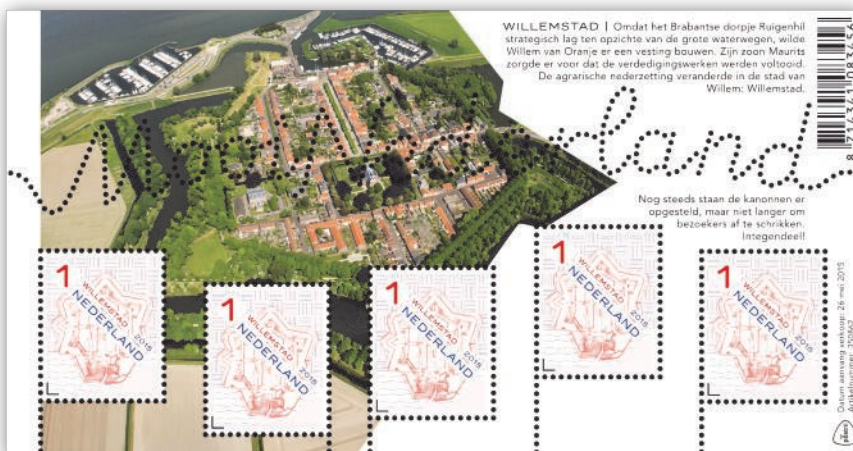 WILLEMSTAD | Omdat het Brabantse dorpje Ruigenhil
strategisch lag ten opzichte van de grote waterwegen, wilde
Willem van Oranje er een vesting bouwen. Zijn zoon Maurits
zorgde er voor dat de verdedigingswerken werden voltooid.
De agrarische nederzetting veranderde in de stad van
Willem: Willemstad.
Nog steeds staan de kanonnen er
opgesteld, maar niet langer om
bezoekers af te schrikken.
Integendeel!
1
WILLEMSTAD
NEDERLAND
2015
1
WILLEMSTAD
NEDERLAND
2015
1
WILLEMSTAD
NEDERLAND
2015
1
WILLEMSTAD
NEDERLAND
2015
1
WILLEMSTAD
NEDERLAND
2015
Datum aanvang verkoop: 26 mei 2015